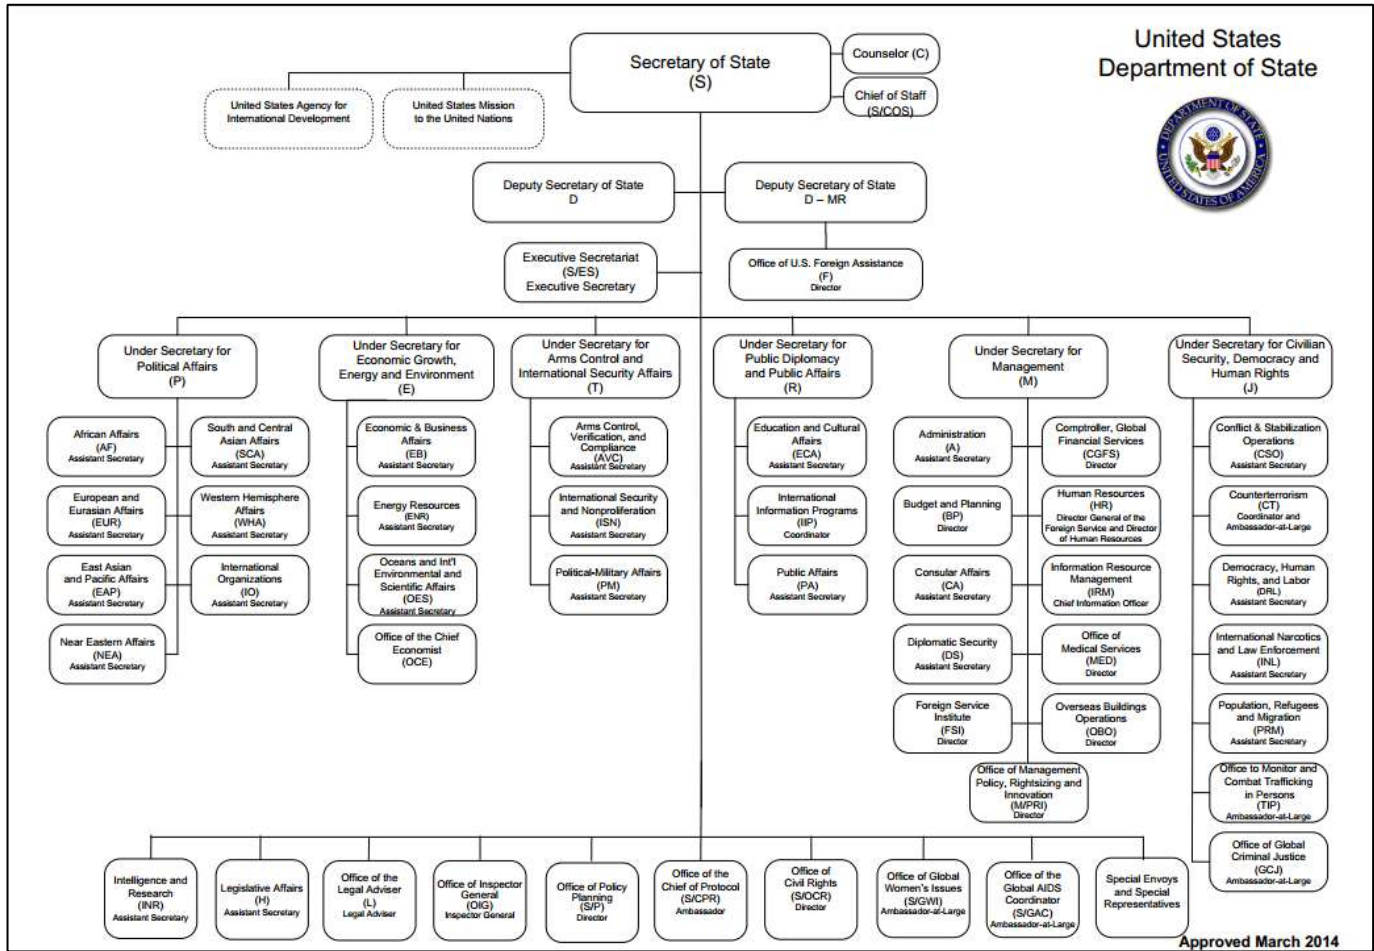 United States
Department of State
DEPARTMENT OF STATE
UNITED STATES OF AMERICA
Secretary of State
(S)
Counselor (C)
Chief of Staff
(S/COS)
United States Agency for
International Development
United States Mission
to the United Nations
Deputy Secretary of State
D
Deputy Secretary of State
D – MR
Executive Secretariat
(S/ES)
Executive Secretary
Office of U.S. Foreign Assistance
(F)
Director
Under Secretary for
Political Affairs
(P)
Under Secretary for
Economic Growth,
Energy and Environment
(E)
Under Secretary for
Arms Control and
International Security Affairs
(T)
Under Secretary for
Public Diplomacy
and Public Affairs
(R)
Under Secretary for
Management
(M)
Under Secretary for Civilian
Security, Democracy and
Human Rights
(J)
African Affairs
(AF)
Assistant Secretary
South and Central
Asian Affairs
(SCA)
Assistant Secretary
European and
Eurasian Affairs
(EUR)
Assistant Secretary
Western Hemisphere
Affairs
(WHA)
Assistant Secretary
East Asian
and Pacific Affairs
(EAP)
Assistant Secretary
International
Organizations
(IO)
Assistant Secretary
Near Eastern Affairs
(NEA)
Assistant Secretary
Economic & Business
Affairs
(EB)
Assistant Secretary
Energy Resources
(ENR)
Assistant Secretary
Oceans and Int'l
Environmental and
Scientific Affairs
(OES)
Assistant Secretary
Office of the Chief
Economist
(OCE)
Arms Control,
Verification, and
Compliance
(AVC)
Assistant Secretary
International Security
and Nonproliferation
(ISN)
Assistant Secretary
Political-Military Affairs
(PM)
Assistant Secretary
Education and Cultural
Affairs
(ECA)
Assistant Secretary
International
Information Programs
(IIP)
Coordinator
Public Affairs
(PA)
Assistant Secretary
Administration
(A)
Assistant Secretary
Comptroller, Global
Financial Services
(CGFS)
Director
Budget and Planning
(BP)
Director
Human Resources
(HR)
Director General of the
Foreign Service and Director
of Human Resources
Consular Affairs
(CA)
Assistant Secretary
Information Resource
Management
(IRM)
Chief Information Officer
Diplomatic Security
(DS)
Assistant Secretary
Office of
Medical Services
(MED)
Director
Foreign Service
Institute
(FSI)
Director
Overseas Buildings
Operations
(OBO)
Director
Office of Management
Policy, Rightsizing and
Innovation
(M/PRI)
Director
Conflict & Stabilization
Operations
(CSO)
Assistant Secretary
Counterterrorism
(CT)
Coordinator and
Ambassador-at-Large
Democracy, Human
Rights, and Labor
(DRL)
Assistant Secretary
International Narcotics
and Law Enforcement
(INL)
Assistant Secretary
Population, Refugees
and Migration
(PRM)
Assistant Secretary
Office to Monitor and
Combat Trafficking
in Persons
(TIP)
Ambassador-at-Large
Office of Global
Criminal Justice
(GCJ)
Ambassador-at-Large
Intelligence and
Research
(INR)
Assistant Secretary
Legislative Affairs
(H)
Assistant Secretary
Office of the
Legal Adviser
(L)
Legal Adviser
Office of Inspector
General
(OIG)
Inspector General
Office of Policy
Planning
(S/P)
Director
Office of the
Chief of Protocol
(S/CPR)
Ambassador
Office of
Civil Rights
(S/OCR)
Director
Office of Global
Women's Issues
(S/GWI)
Ambassador-at-Large
Office of the
Global AIDS
Coordinator
(S/GAC)
Ambassador-at-Large
Special Envoys
and Special
Representatives
Approved March 2014